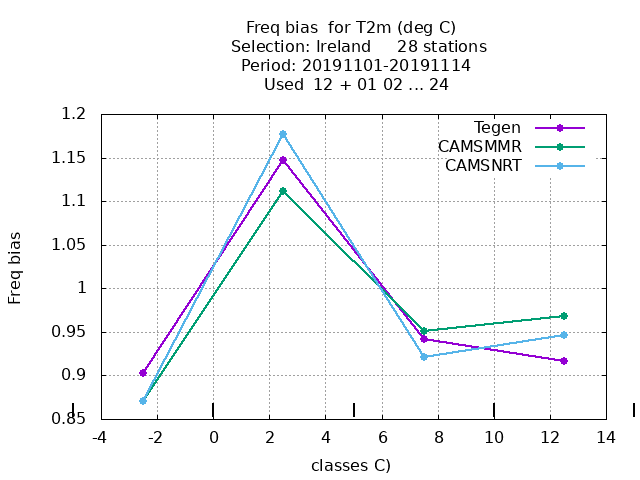 Freq bias  for T2m (deg C)
Selection: Ireland     28 stations
Period: 20191101-20191114
Used  12 + 01 02 ... 24
1.2
1.15
1.1
1.05
1
0.95
0.9
0.85
Freq bias
Tegen
CAMSMMR
CAMSNRT
-4 -2 0 2 4 6 8 10 12 14
classes C)